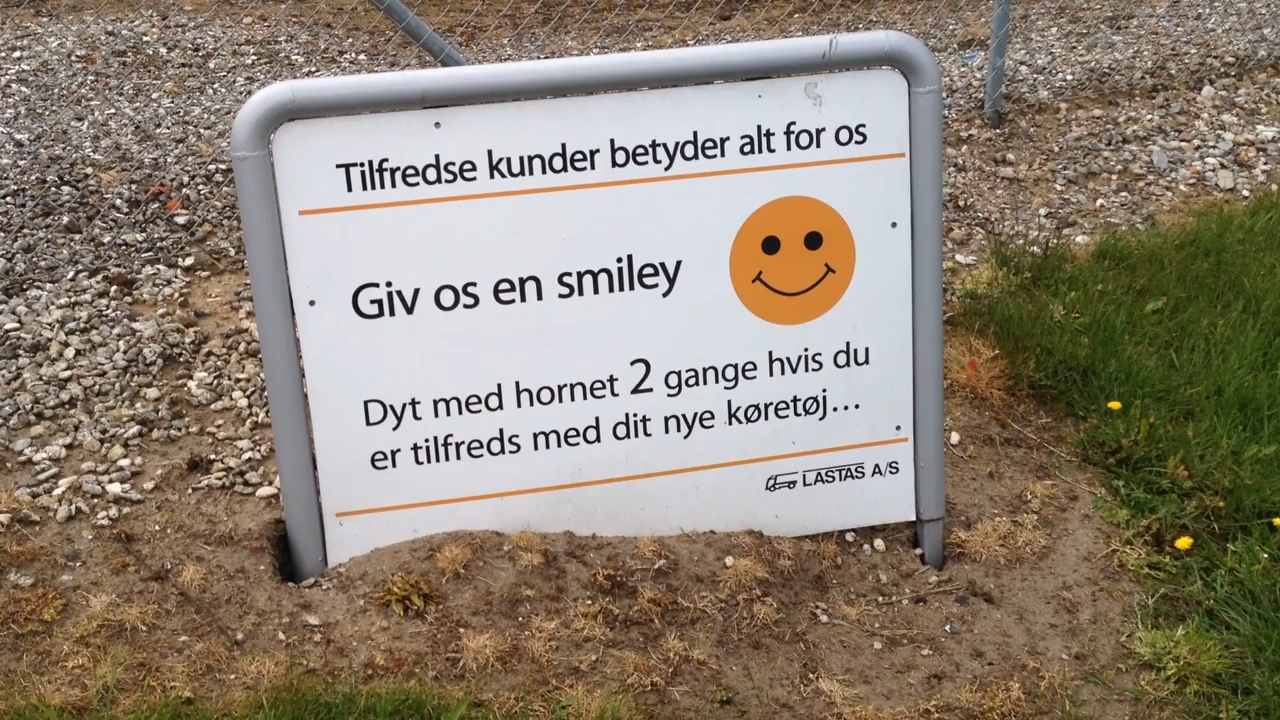 Tilfredse kunder betyder alt for os
Giv os en smiley
Dyt med hornet 2 gange hvis du
er tilfreds med dit nye køretøj...
LASTAS A/S